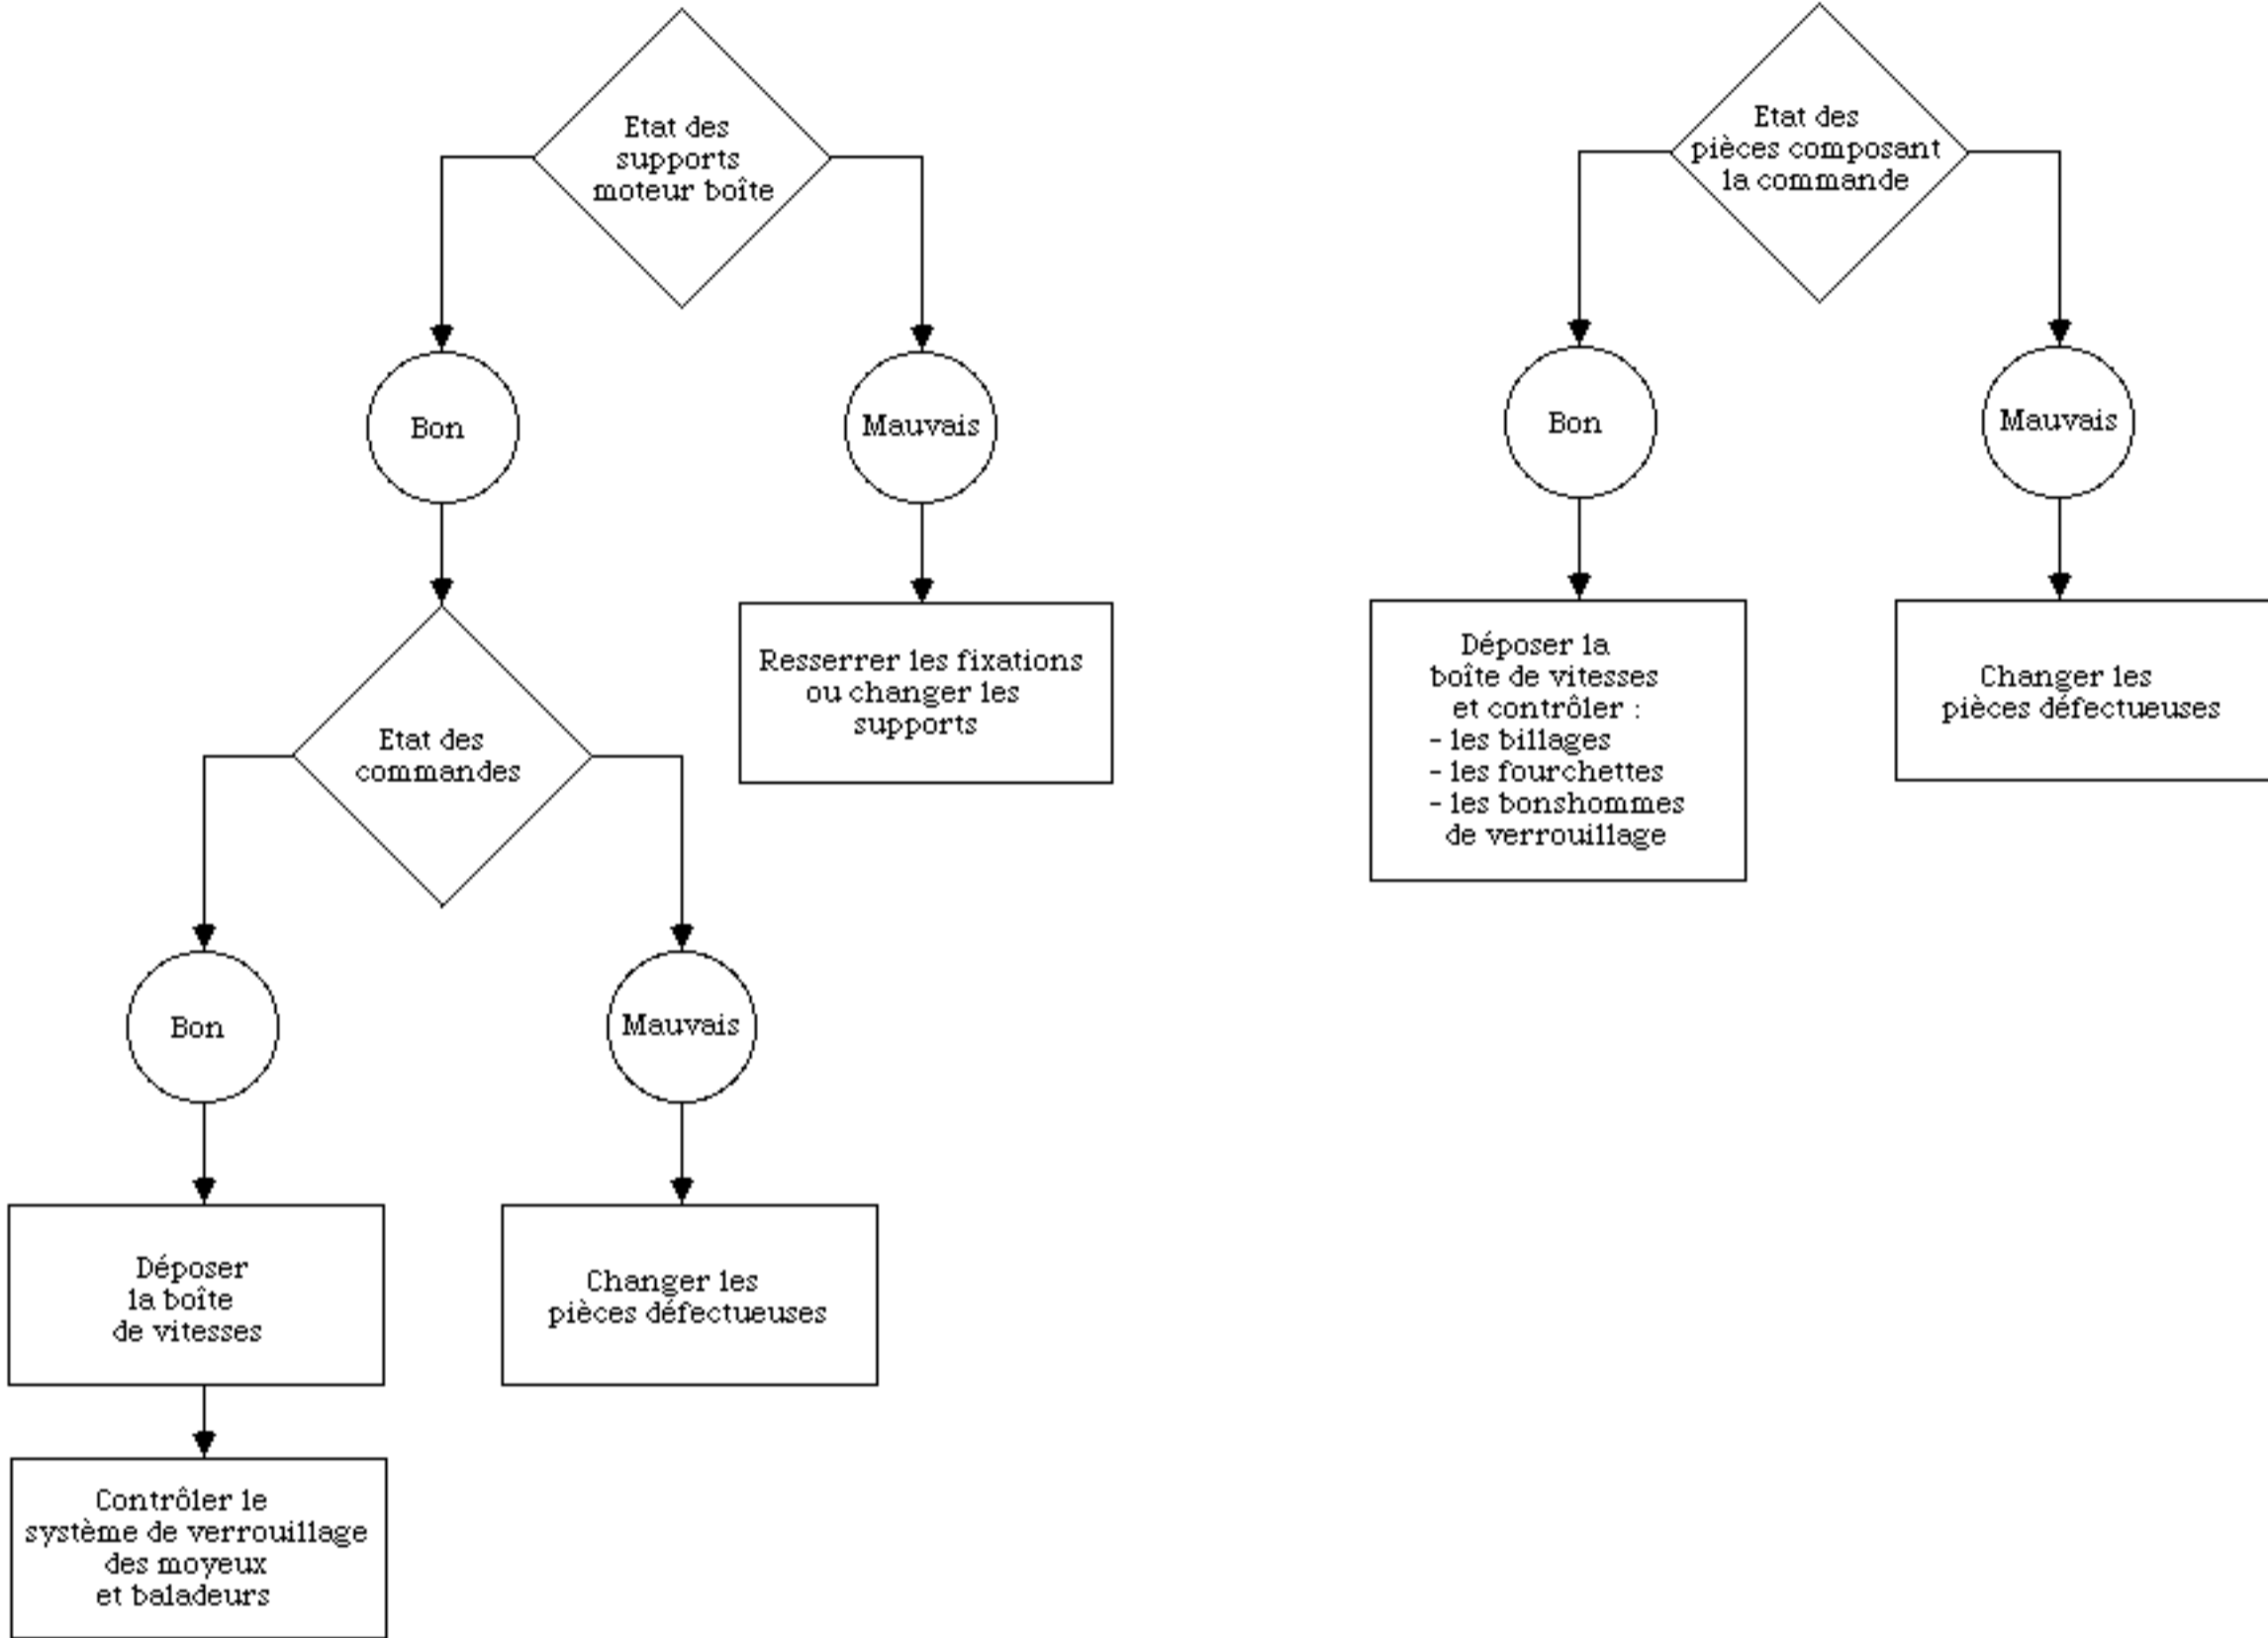 Etat des
supports
moteur boîte
Bon
Mauvais
Resserrer les fixations
ou changer les
supports
Etat des
commandes
Bon
Mauvais
Déposer
la boîte
de vitesses
Changer les
pièces défectueuses
Contrôler le
système de verrouillage
des moyeux
et baladeurs
Etat des
pièces composant
la commande
Bon
Mauvais
Déposer la
boîte de vitesses
et contrôler :
- les billages
- les fourchettes
- les bonshommes
de verrouillage
Changer les
pièces défectueuses